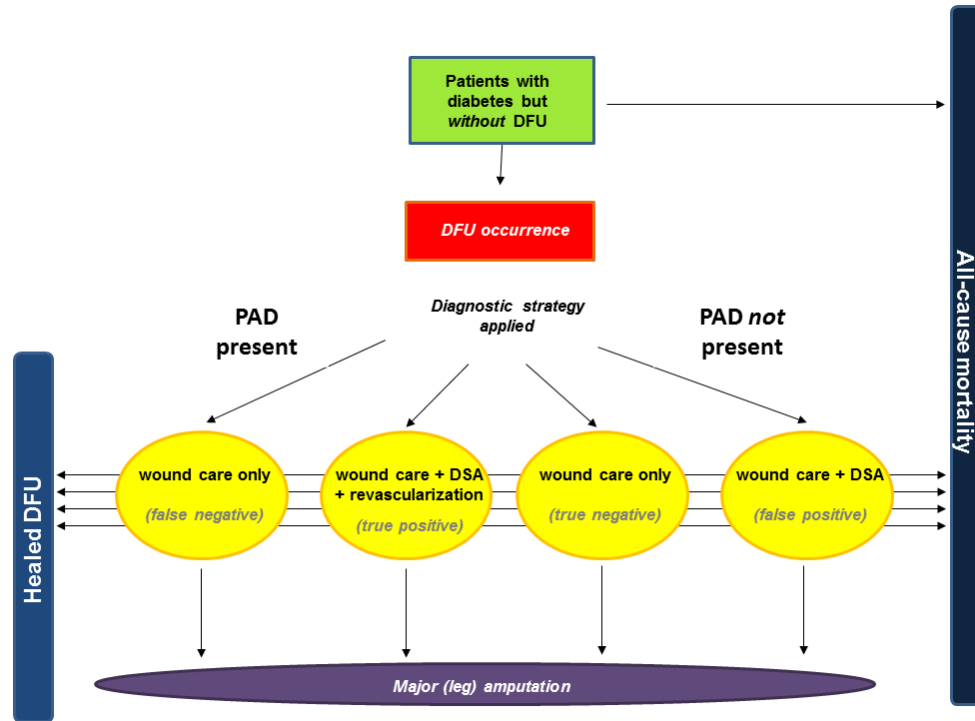 Patients with
diabetes but
without DFU
DFU occurrence
Diagnostic strategy
applied
PAD
present
PAD not
present
wound care only
(false negative)
wound care + DSA
+ revascularization
(true positive)
wound care only
(true negative)
wound care + DSA
(false positive)
Healed DFU
All-cause mortality
Major (leg) amputation